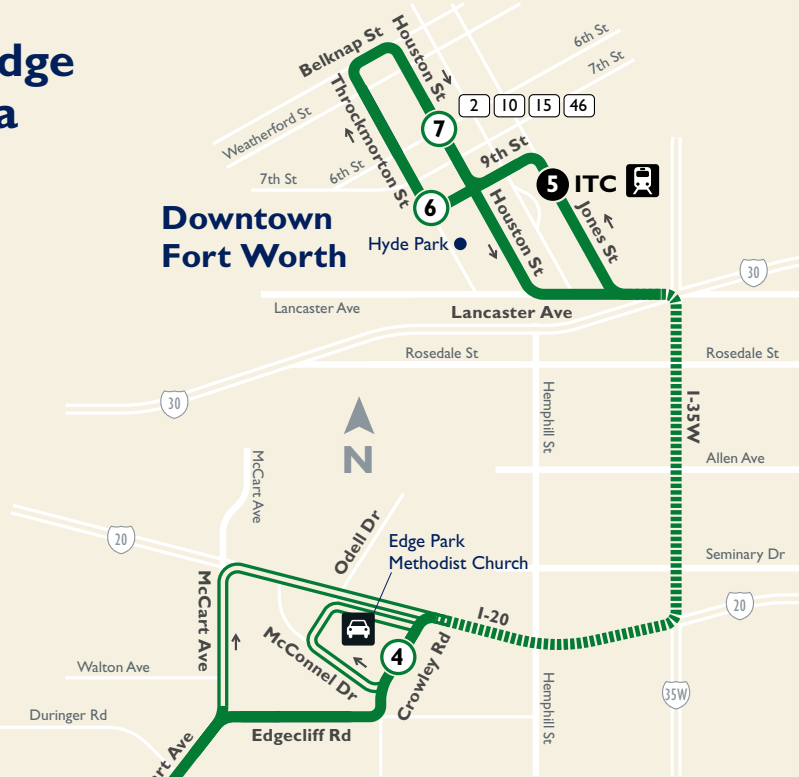 dge
a
Belknap St
Houston St
6th St
7th St
2 10 15 46
Throckmorton St
Weatherford St
7
9th St
6th St
7th St
5 ITC
6
Downtown
Fort Worth
Hyde Park
Houston St
Jones St
30
Lancaster Ave
Lancaster Ave
Rosedale St
Rosedale St
30
Hemphill St
I-35W
N
McCart Ave
Allen Ave
20
Odell Dr
Edge Park
Methodist Church
Seminary Dr
McCart Ave
I-20
20
McConnel Dr
4
Crowley Rd
Walton Ave
Hemphill St
35W
Duringer Rd
Edgecliff Rd
rt Ave